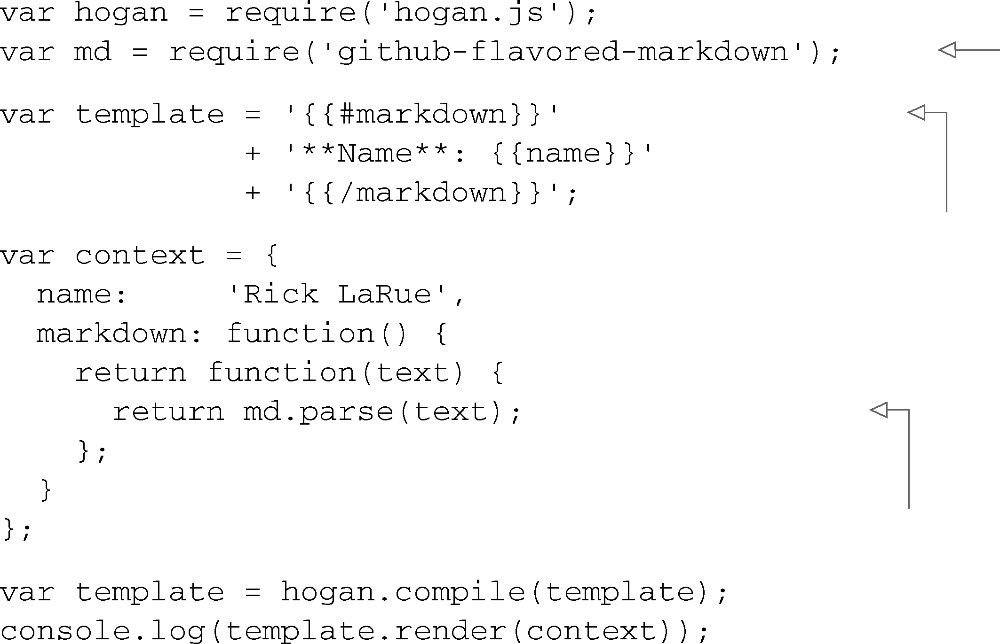 var hogan = require('hogan.js');
var md = require('github-flavored-markdown');
var template = '{{#markdown}}'
+ '**Name**: {{name}}'
+ '{{/markdown}}';
var context = {
name: 'Rick LaRue',
markdown: function() {
return function(text) {
return md.parse(text);
};
}
};
var template = hogan.compile(template);
console.log(template.render(context));